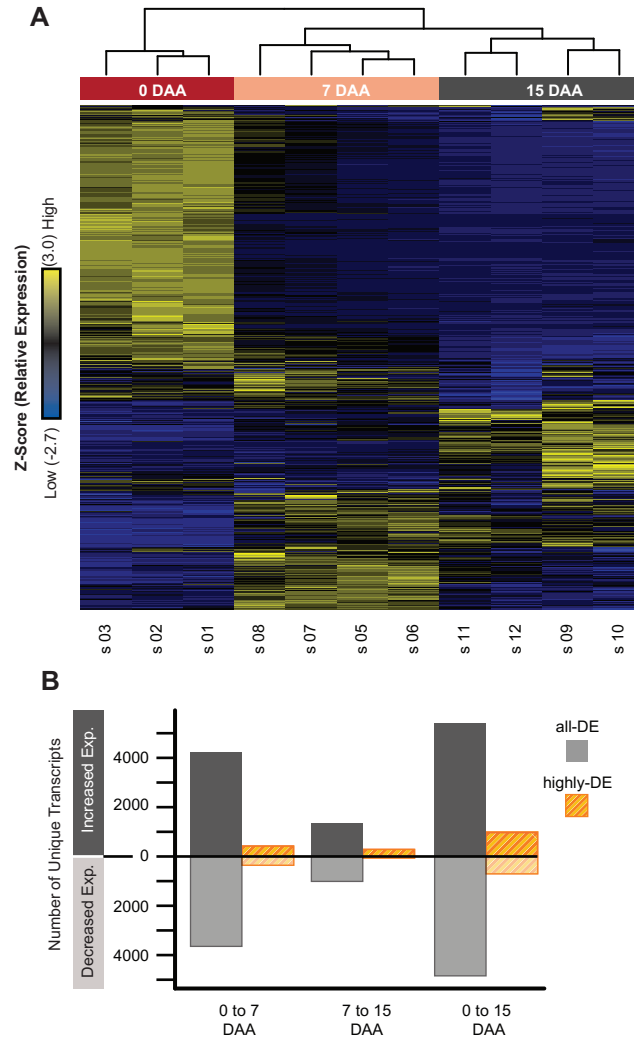 A
0 DAA 7 DAA 15 DAA
Z-Score (Relative Expression)
Low (-2.7) (3.0) High
s 03 s 02 s 01 s 08 s 07 s 05 s 06 s 11 s 12 s 09 s 10
B
Number of Unique Transcripts
Increased Exp.
Decreased Exp.
4000
2000
0
2000
4000
all-DE
highly-DE
0 to 7 7 to 15 0 to 15
DAA DAA DAA